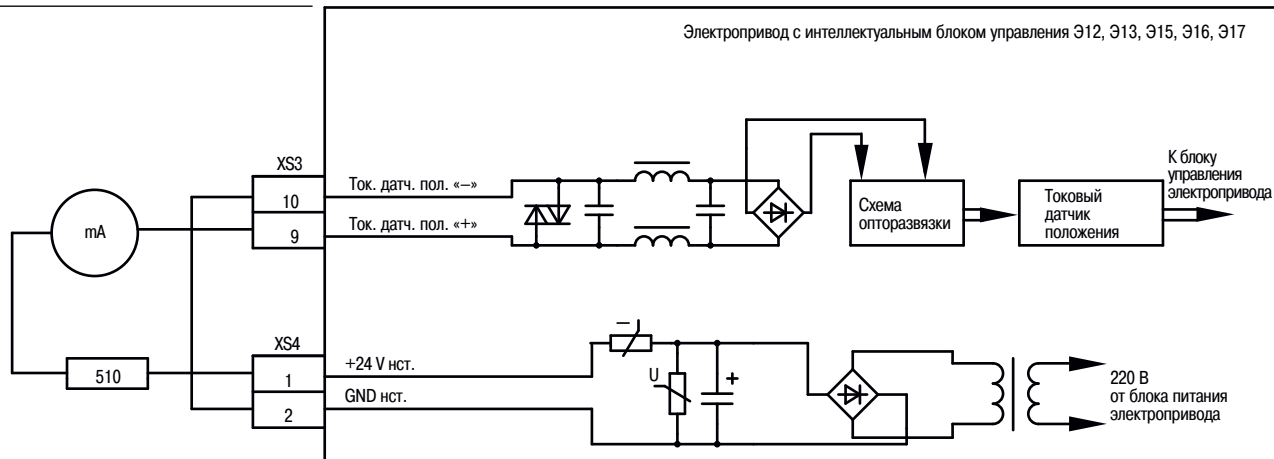 Электропривод с интеллектуальным блоком управления Э12, Э13, Э15, Э16, Э17
XS3
10
9
Ток. датч. пол. «–»
Ток. датч. пол. «+»
mA
Схема
опторазвязки
Токовый
датчик
положения
К блоку
управления
электропривода
XS4
1
2
510
+24 V нст.
GND нст.
–
U
+
220 В
от блока питания
электропривода